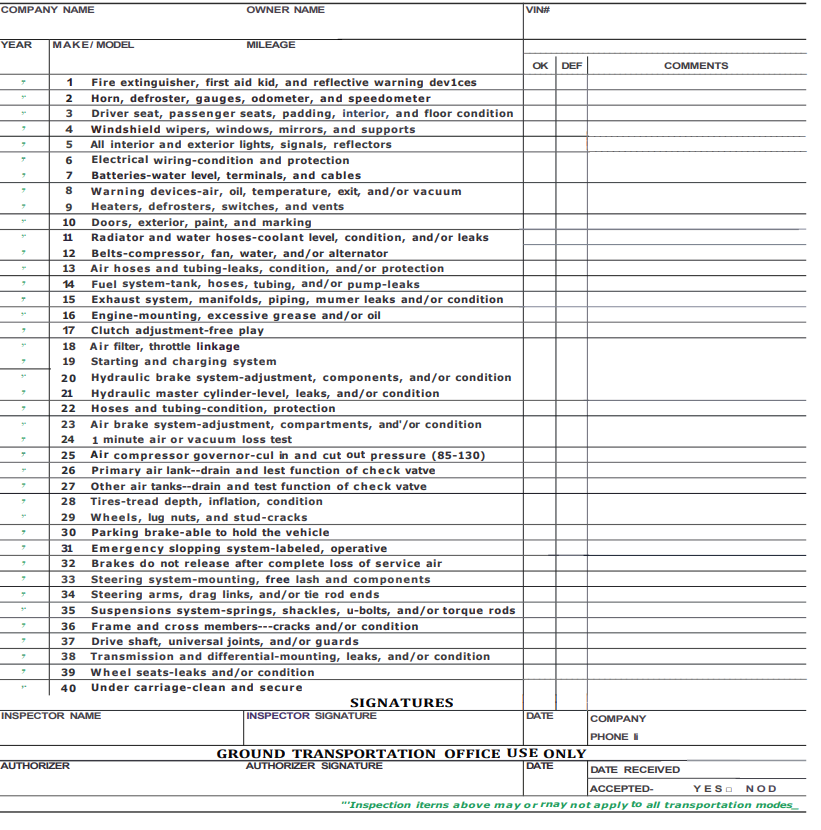 COMPANY NAME OWNER NAME VIN#
YEAR MAKE/ MODEL MILEAGE
OK DEF COMMENTS
1 Fire extinguisher, first aid kid, and reflective warning dev1ces
2 Horn, defroster, gauges, odometer, and speedometer
3 Driver seat, passenger seats, padding, interior, and floor condition
4 Windshield wipers, windows, mirrors, and supports
5 All interior and exterior lights, signals, reflectors
6 Electrical wiring-condition and protection
7 Batteries-water level, terminals, and cables
8 Warning devices-air, oil, temperature, exit, and/or vacuum
9 Heaters, defrosters, switches, and vents
10 Doors, exterior, paint, and marking
11 Radiator and water hoses-coolant level, condition, and/or leaks
12 Belts-compressor, fan, water, and/or alternator
13 Air hoses and tubing-leaks, condition, and/or protection
14 Fuel system-tank, hoses, tubing, and/or pump-leaks
15 Exhaust system, manifolds, piping, mumer leaks and/or condition
16 Engine-mounting, excessive grease and/or oil
17 Clutch adjustment-free play
18 Air filter, throttle linkage
19 Starting and charging system
20 Hydraulic brake system-adjustment, components, and/or condition
21 Hydraulic master cylinder-level, leaks, and/or condition
22 Hoses and tubing-condition, protection
23 Air brake system-adjustment, compartments, and'/or condition
24 1 minute air or vacuum loss test
25 Air compressor governor-cul in and cut out pressure (85-130)
26 Primary air lank--drain and lest function of check vatve
27 Other air tanks--drain and test function of check vatve
28 Tires-tread depth, inflation, condition
29 Wheels, lug nuts, and stud-cracks
30 Parking brake-able to hold the vehicle
31 Emergency slopping system-labeled, operative
32 Brakes do not release after complete loss of service air
33 Steering system-mounting, free lash and components
34 Steering arms, drag links, and/or tie rod ends
35 Suspensions system-springs, shackles, u-bolts, and/or torque rods
36 Frame and cross members---cracks and/or condition
37 Drive shaft, universal joints, and/or guards
38 Transmission and differential-mounting, leaks, and/or condition
39 Wheel seats-leaks and/or condition
40 Under carriage-clean and secure
SIGNATURES
INSPECTOR NAME INSPECTOR SIGNATURE DATE COMPANY
PHONE li
GROUND TRANSPORTATION OFFICE USE ONLY
AUTHORIZER AUTHORIZER SIGNATURE DATE DATE RECEIVED
ACCEPTED- Y E S □ N O D
"'Inspection iterns above may or rnay not apply to all transportation modes_